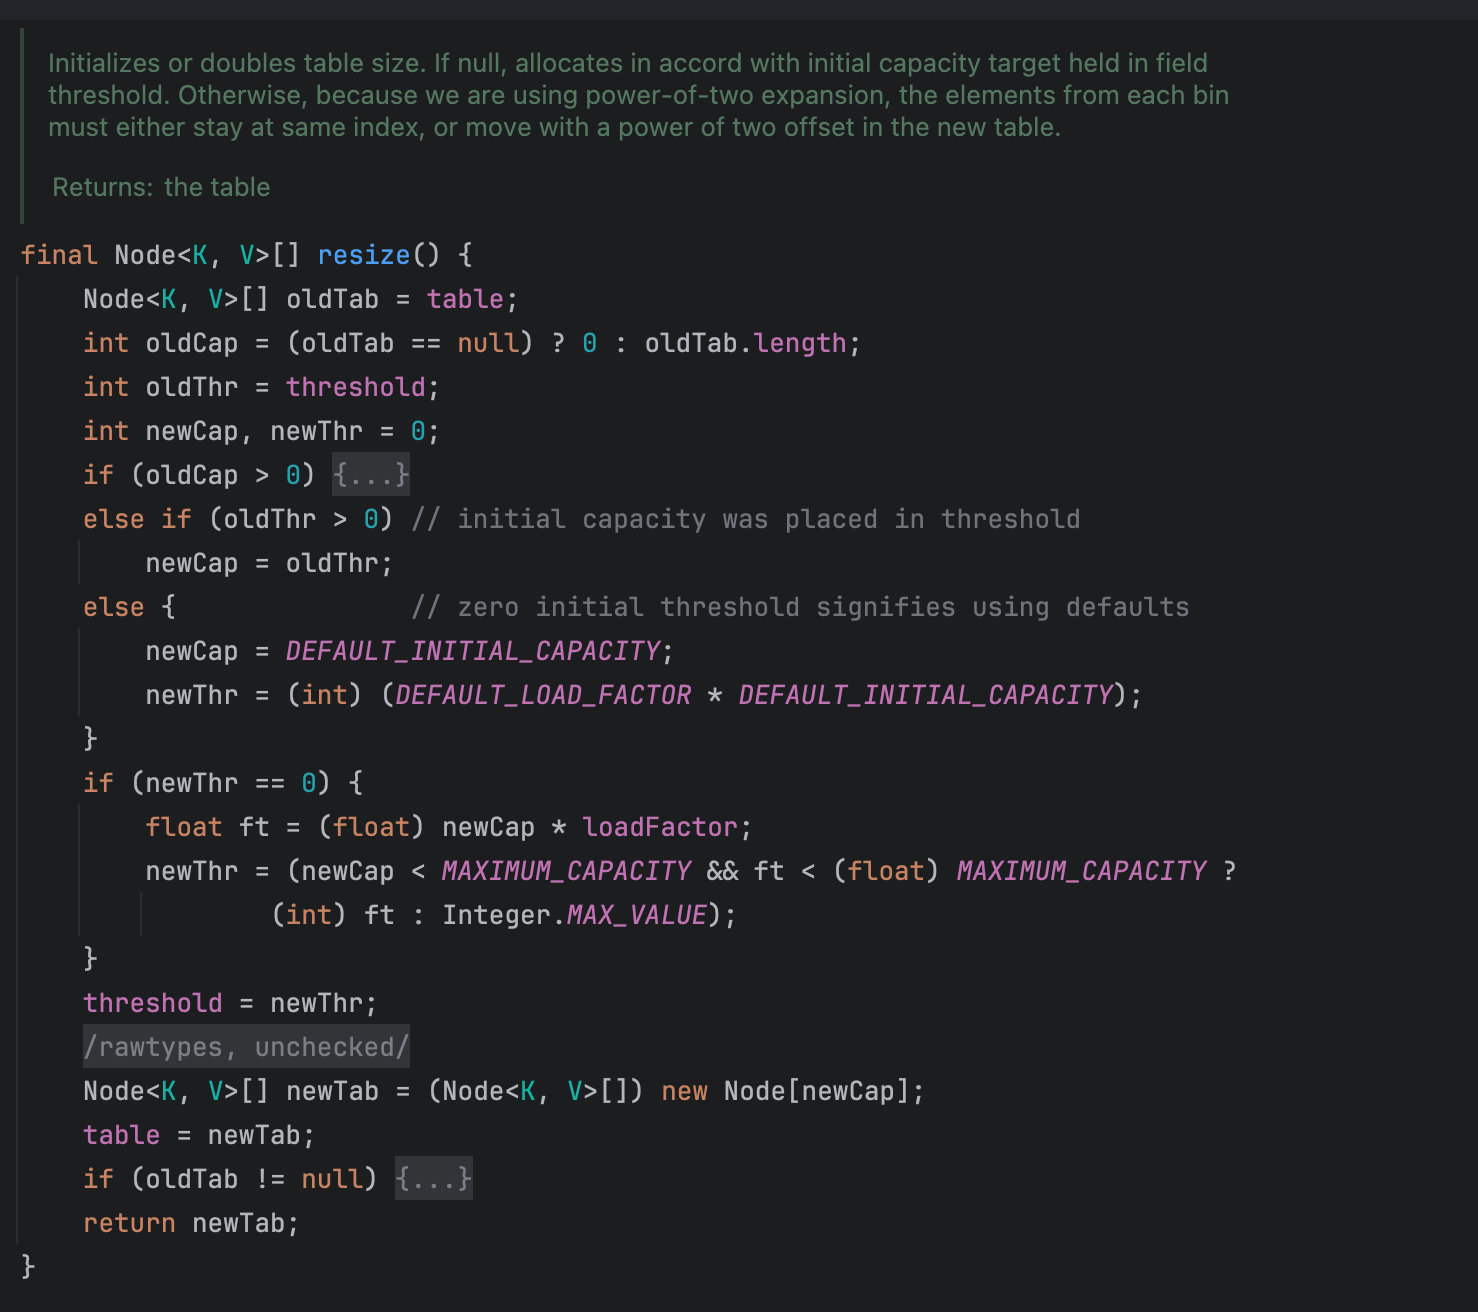 Initializes or doubles table size. If null, allocates in accord with initial capacity target held in field
threshold. Otherwise, because we are using power-of-two expansion, the elements from each bin
must either stay at same index, or move with a power of two offset in the new table.
Returns: the table
final Node<K, V>[] resize() {
    Node<K, V>[] oldTab = table;
    int oldCap = (oldTab == null) ? 0 : oldTab.length;
    int oldThr = threshold;
    int newCap, newThr = 0;
    if (oldCap > 0) {...}
    else if (oldThr > 0) // initial capacity was placed in threshold
        newCap = oldThr;
    else {               // zero initial threshold signifies using defaults
        newCap = DEFAULT_INITIAL_CAPACITY;
        newThr = (int) (DEFAULT_LOAD_FACTOR * DEFAULT_INITIAL_CAPACITY);
    }
    if (newThr == 0) {
        float ft = (float) newCap * loadFactor;
        newThr = (newCap < MAXIMUM_CAPACITY && ft < (float) MAXIMUM_CAPACITY ?
                (int) ft : Integer.MAX_VALUE);
    }
    threshold = newThr;
    /rawtypes, unchecked/
    Node<K, V>[] newTab = (Node<K, V>[]) new Node[newCap];
    table = newTab;
    if (oldTab != null) {...}
    return newTab;
}